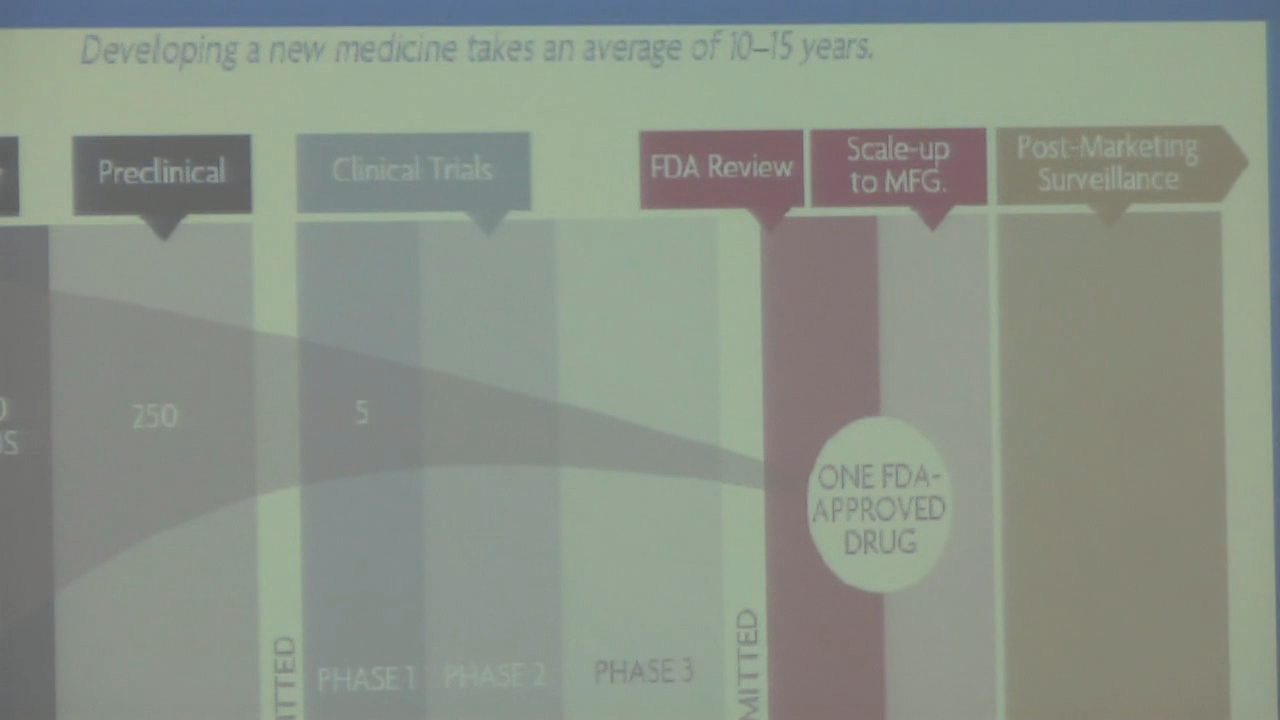 Developing a new medicine takes an average of 10–15 years.
Preclinical
Clinical Trials
FDA Review
Scale-up
to MFG.
Post-Marketing
Surveillance
250
5
ONE FDA-
APPROVED
DRUG
PHASE 1
PHASE 2
PHASE 3